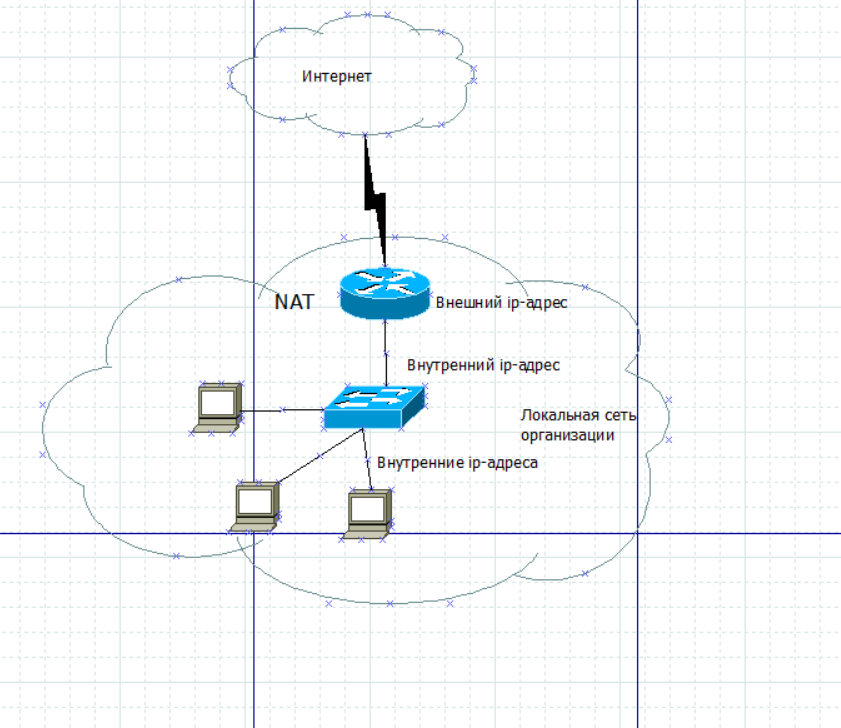 Интернет
NAT
Внешний ip-адрес
Внутренний ip-адрес
Локальная сеть
организации
Внутренние ip-адреса